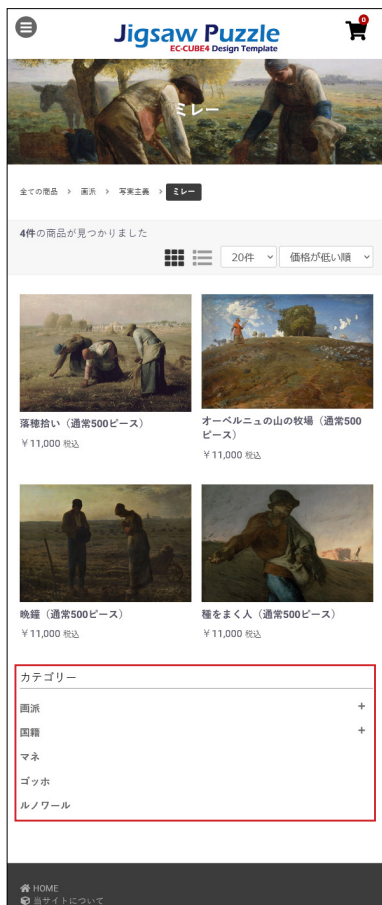 Jigsaw Puzzle
EC-CUBE4 Design Template
0
ミレー
全ての商品 > 画派 > 写実主義 > ミレー
4件の商品が見つかりました
20件
価格が低い順
落穂拾い（通常500ピース）
￥11,000 税込
オーベルニュの山の牧場（通常500
ピース）
￥11,000 税込
晩鐘（通常500ピース）
￥11,000 税込
種をまく人（通常500ピース）
￥11,000 税込
カテゴリー
画派 +
国籍 +
マネ
ゴッホ
ルノワール
HOME
当サイトについて